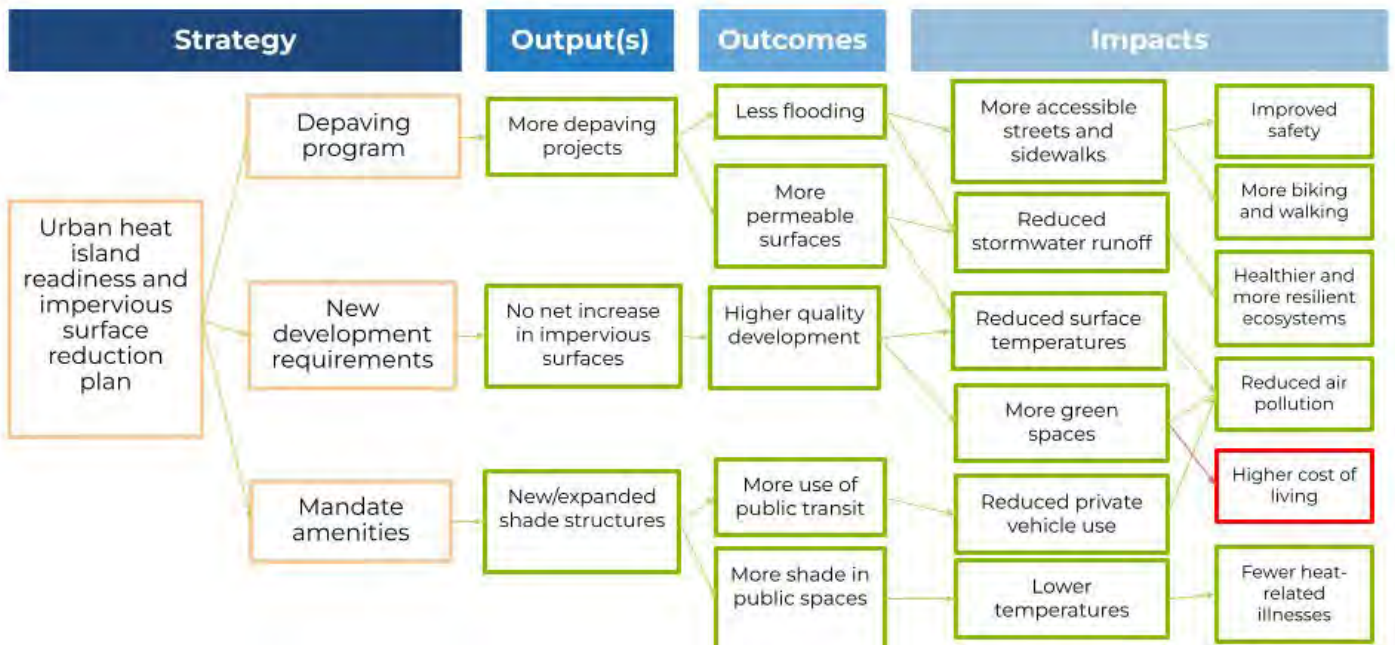 Strategy
Output(s)
Outcomes
Impacts
Urban heat
island
readiness and
impervious
surface
reduction
plan
Depaving
program
New
development
requirements
Mandate
amenities
More depaving
projects
No net increase
in impervious
surfaces
New/expanded
shade structures
Less flooding
More
permeable
surfaces
Higher quality
development
More use of
public transit
More shade in
public spaces
More accessible
streets and
sidewalks
Reduced
stormwater runoff
Reduced surface
temperatures
More green
spaces
Reduced private
vehicle use
Lower
temperatures
Improved
safety
More biking
and walking
Healthier and
more resilient
ecosystems
Reduced air
pollution
Higher cost of
living
Fewer heat-
related
illnesses